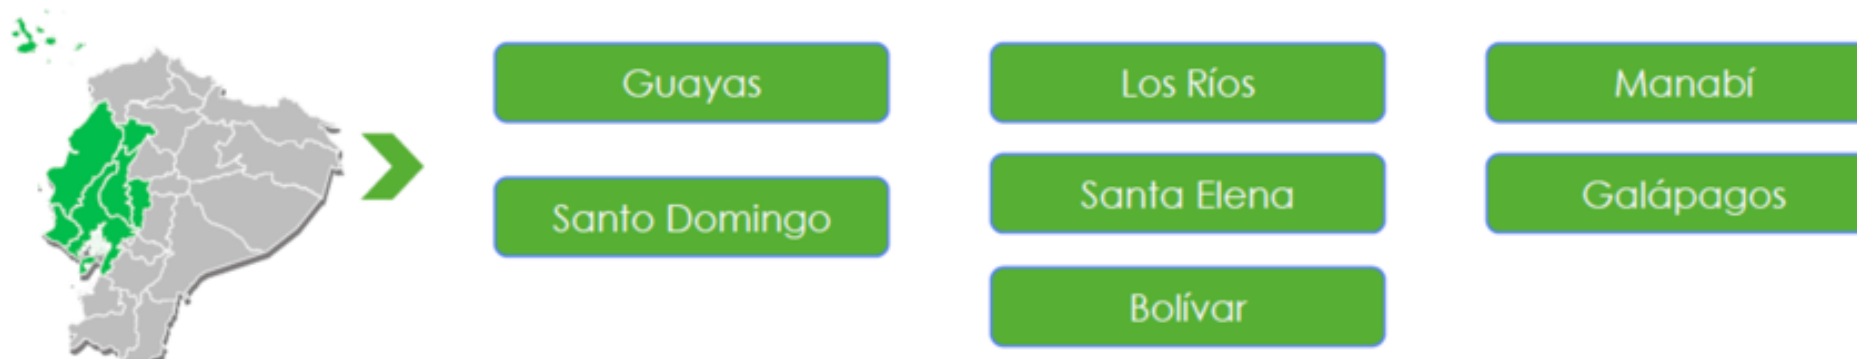 Guayas
Los Ríos
Manabí
Santo Domingo
Santa Elena
Galápagos
Bolívar